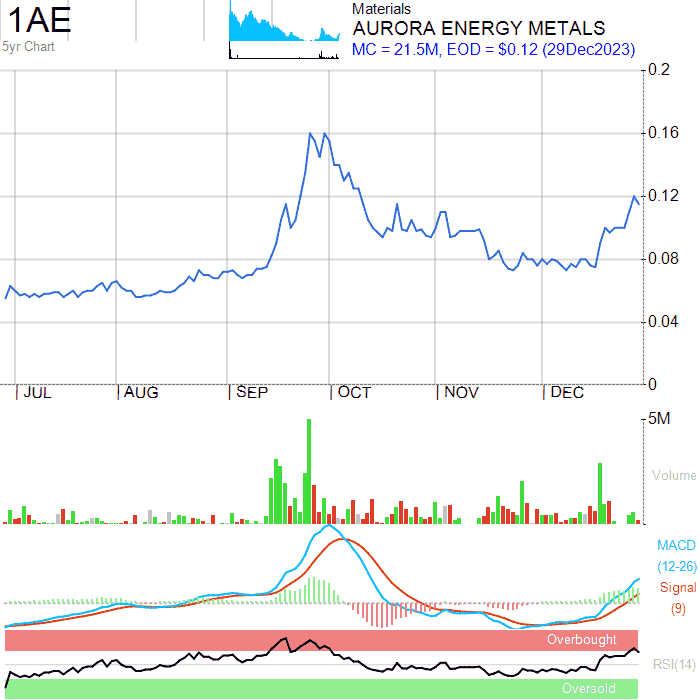 1AE
5yr Chart
Materials
AURORA ENERGY METALS
MC = 21.5M, EOD = $0.12 (29Dec2023)
0.2
0.16
0.12
0.08
0.04
0
JUL AUG SEP OCT NOV DEC
5M
Volume
MACD
(12-26)
Signal
(9)
Overbought
RSI(14)
Oversold